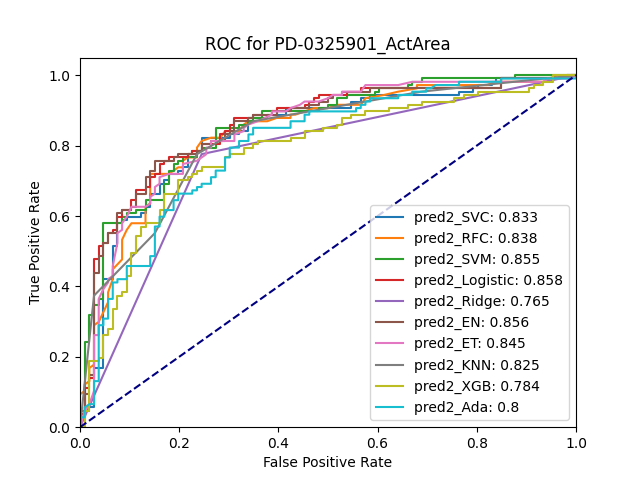 ROC for PD-0325901_ActArea
1.0
0.8
0.6
0.4
0.2
0.0
True Positive Rate
pred2_SVC: 0.833
pred2_RFC: 0.838
pred2_SVM: 0.855
pred2_Logistic: 0.858
pred2_Ridge: 0.765
pred2_EN: 0.856
pred2_ET: 0.845
pred2_KNN: 0.825
pred2_XGB: 0.784
pred2_Ada: 0.8
0.0 0.2 0.4 0.6 0.8 1.0
False Positive Rate